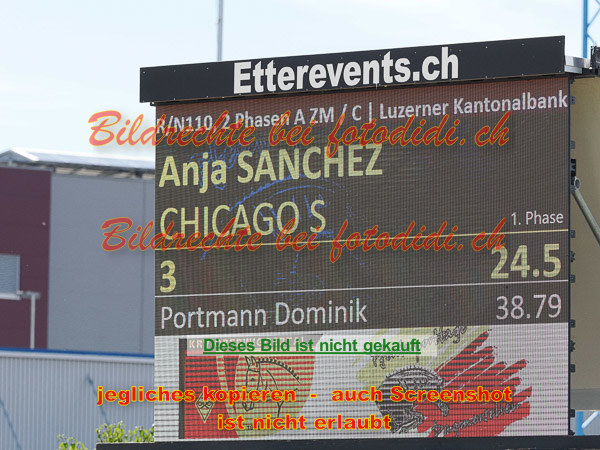 Etterevents.ch
R/N110 2 Phasen A ZM / C | Luzerner Kantonalbank
Bildrechte bei fotodidi.ch
Anja SANCHEZ
CHICAGO S
1. Phase
Bildrechte bei fotodidi.ch
3 24.5
Portmann Dominik 38.79
Dieses Bild ist nicht gekauft
jegliches kopieren - auch Screenshot
ist nicht erlaubt